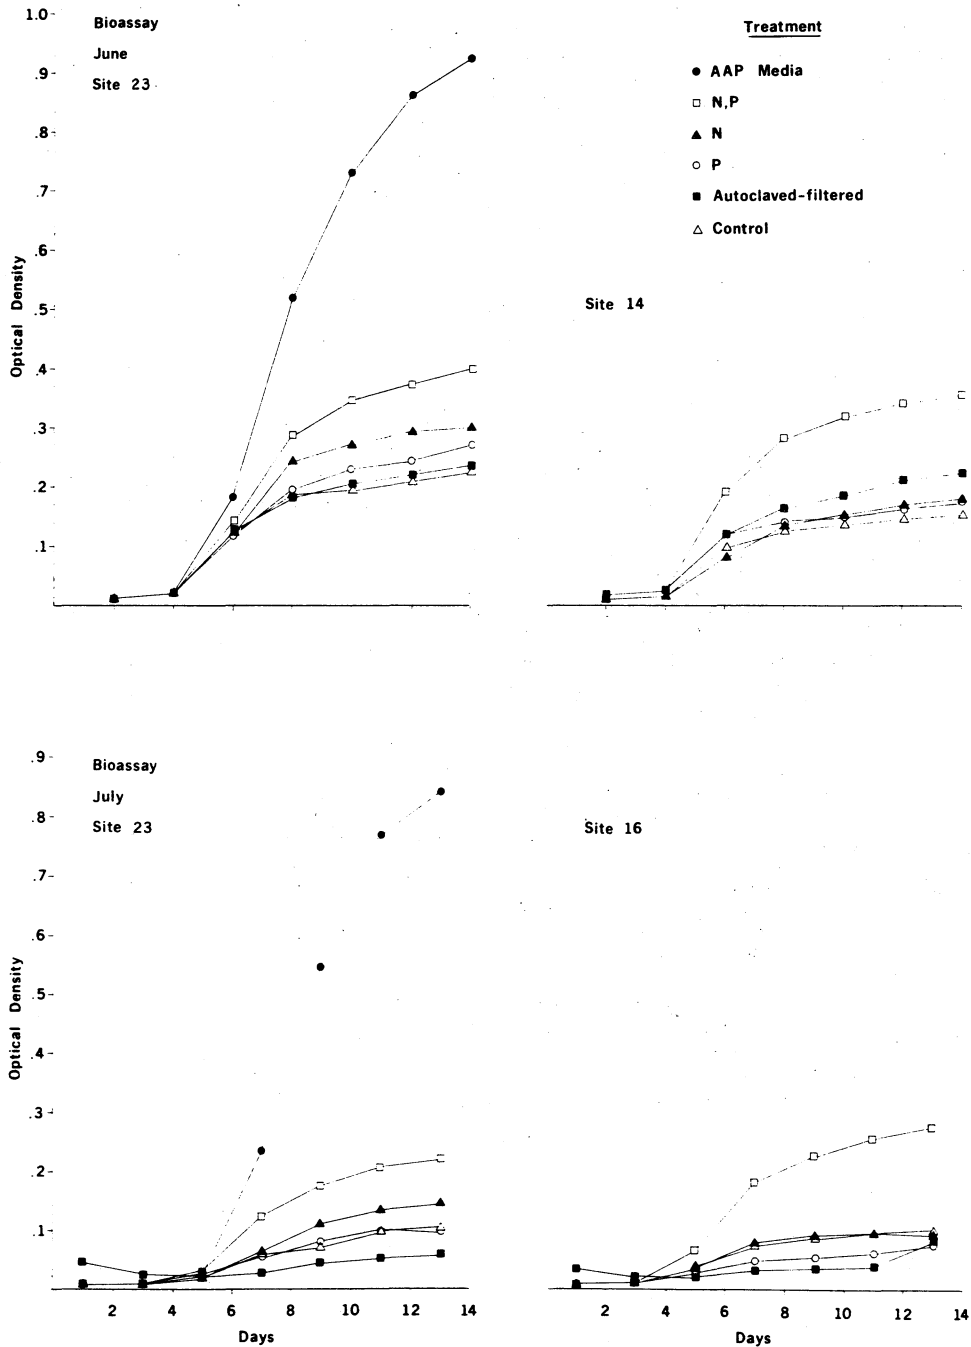 1.0
.9
.8
.7
.6
.5
.4
.3
.2
.1
Optical Density
Bioassay
June
Site 23
Treatment
AAP Media
N,P
N
P
Autoclaved-filtered
Control
Site 14
.9
.8
.7
.6
.5
.4
.3
.2
.1
Optical Density
Bioassay
July
Site 23
2 4 6 8 10 12 14
Days
Site 16
2 4 6 8 10 12 14
Days